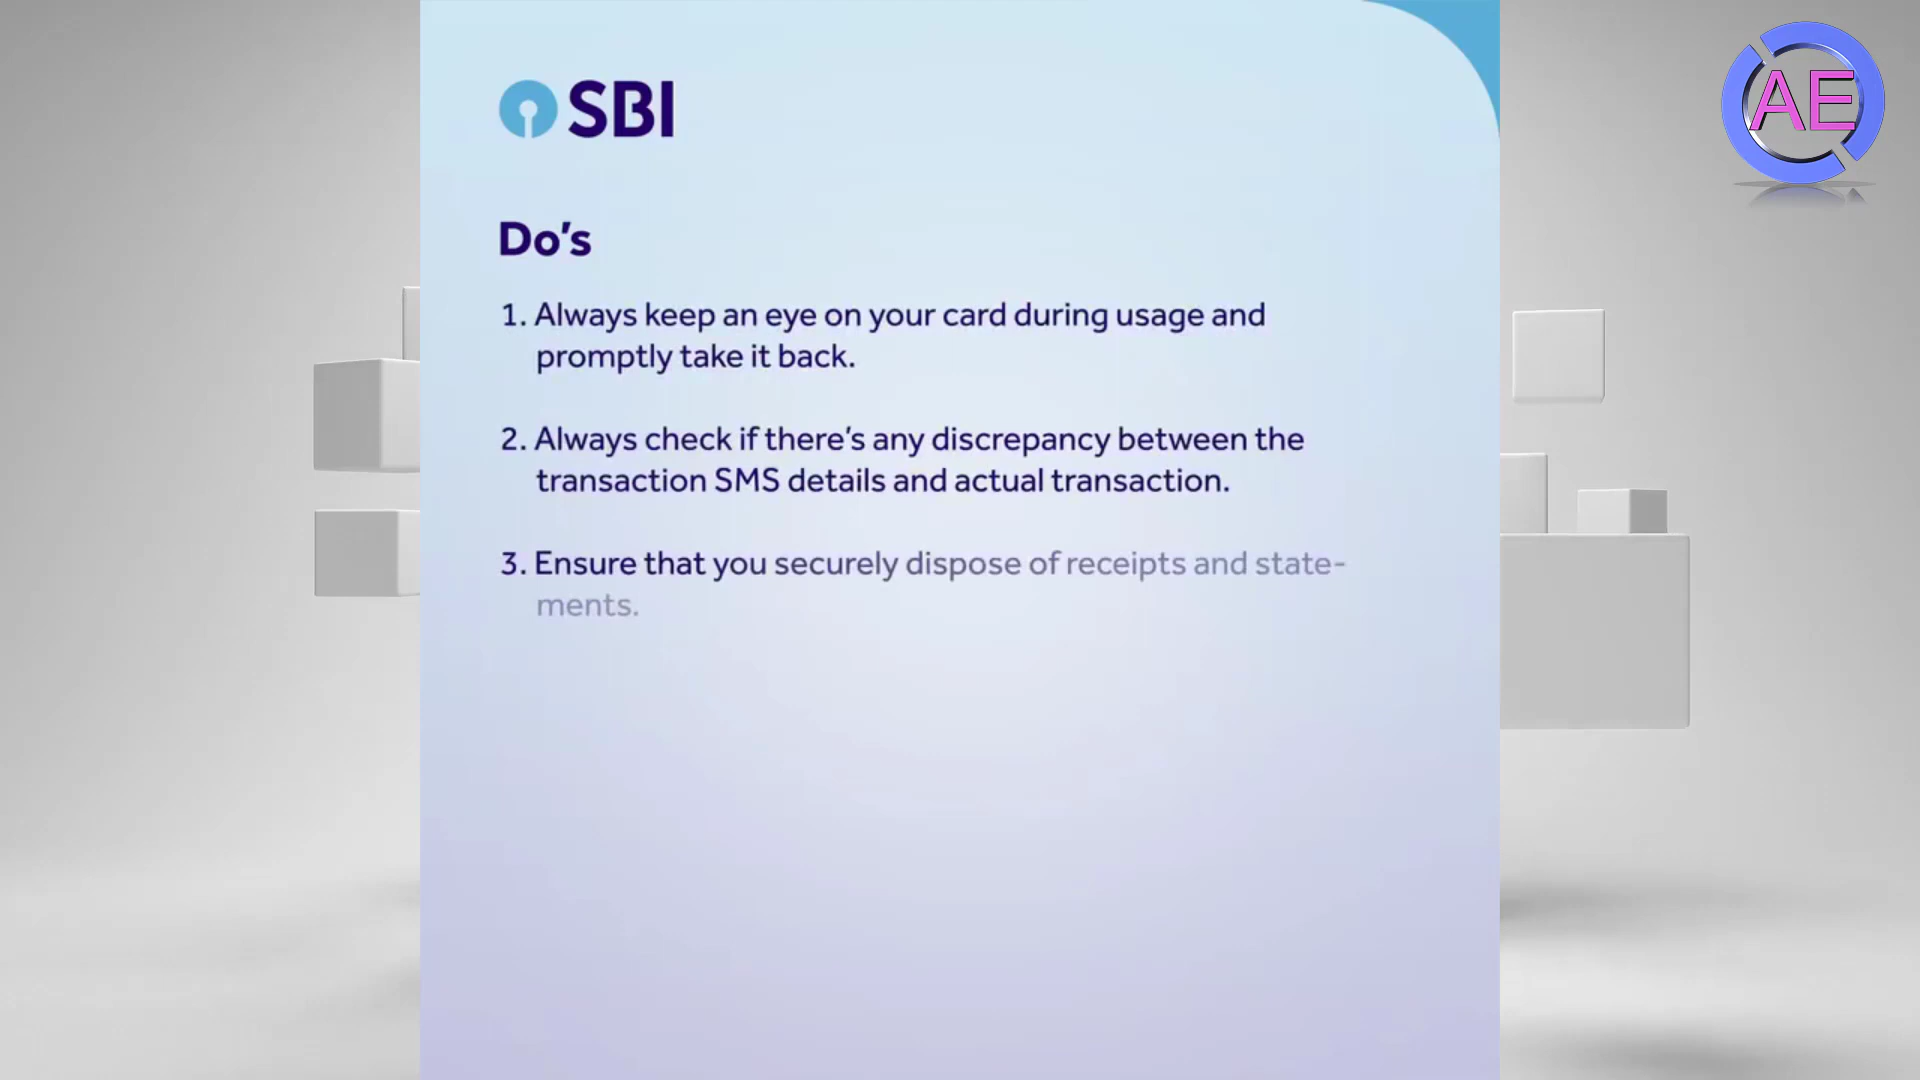 SBI
AE
Do's
1. Always keep an eye on your card during usage and
promptly take it back.
2. Always check if there's any discrepancy between the
transaction SMS details and actual transaction.
3. Ensure that you securely dispose of receipts and state-
ments.